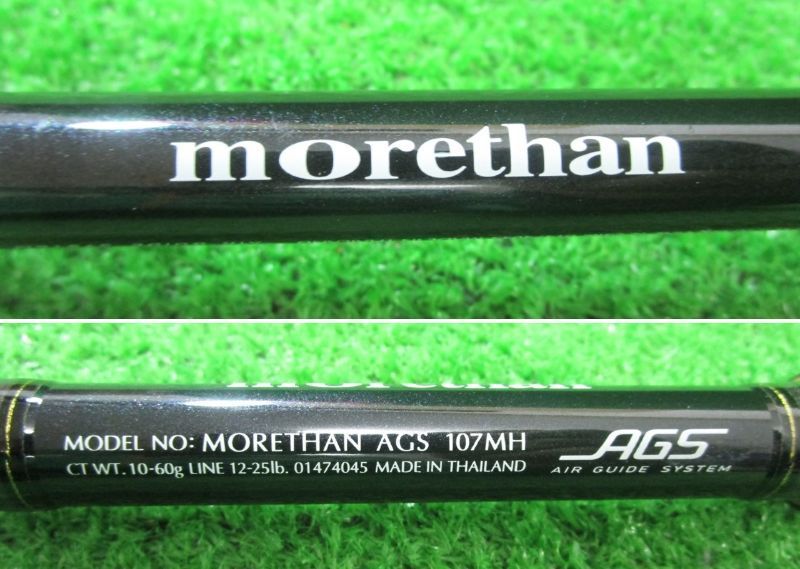 morethan
morethan
MODEL NO: MORETHAN AGS 107MH
CT WT. 10-60g LINE 12-25lb. 01474045 MADE IN THAILAND
AGS
AIR GUIDE SYSTEM